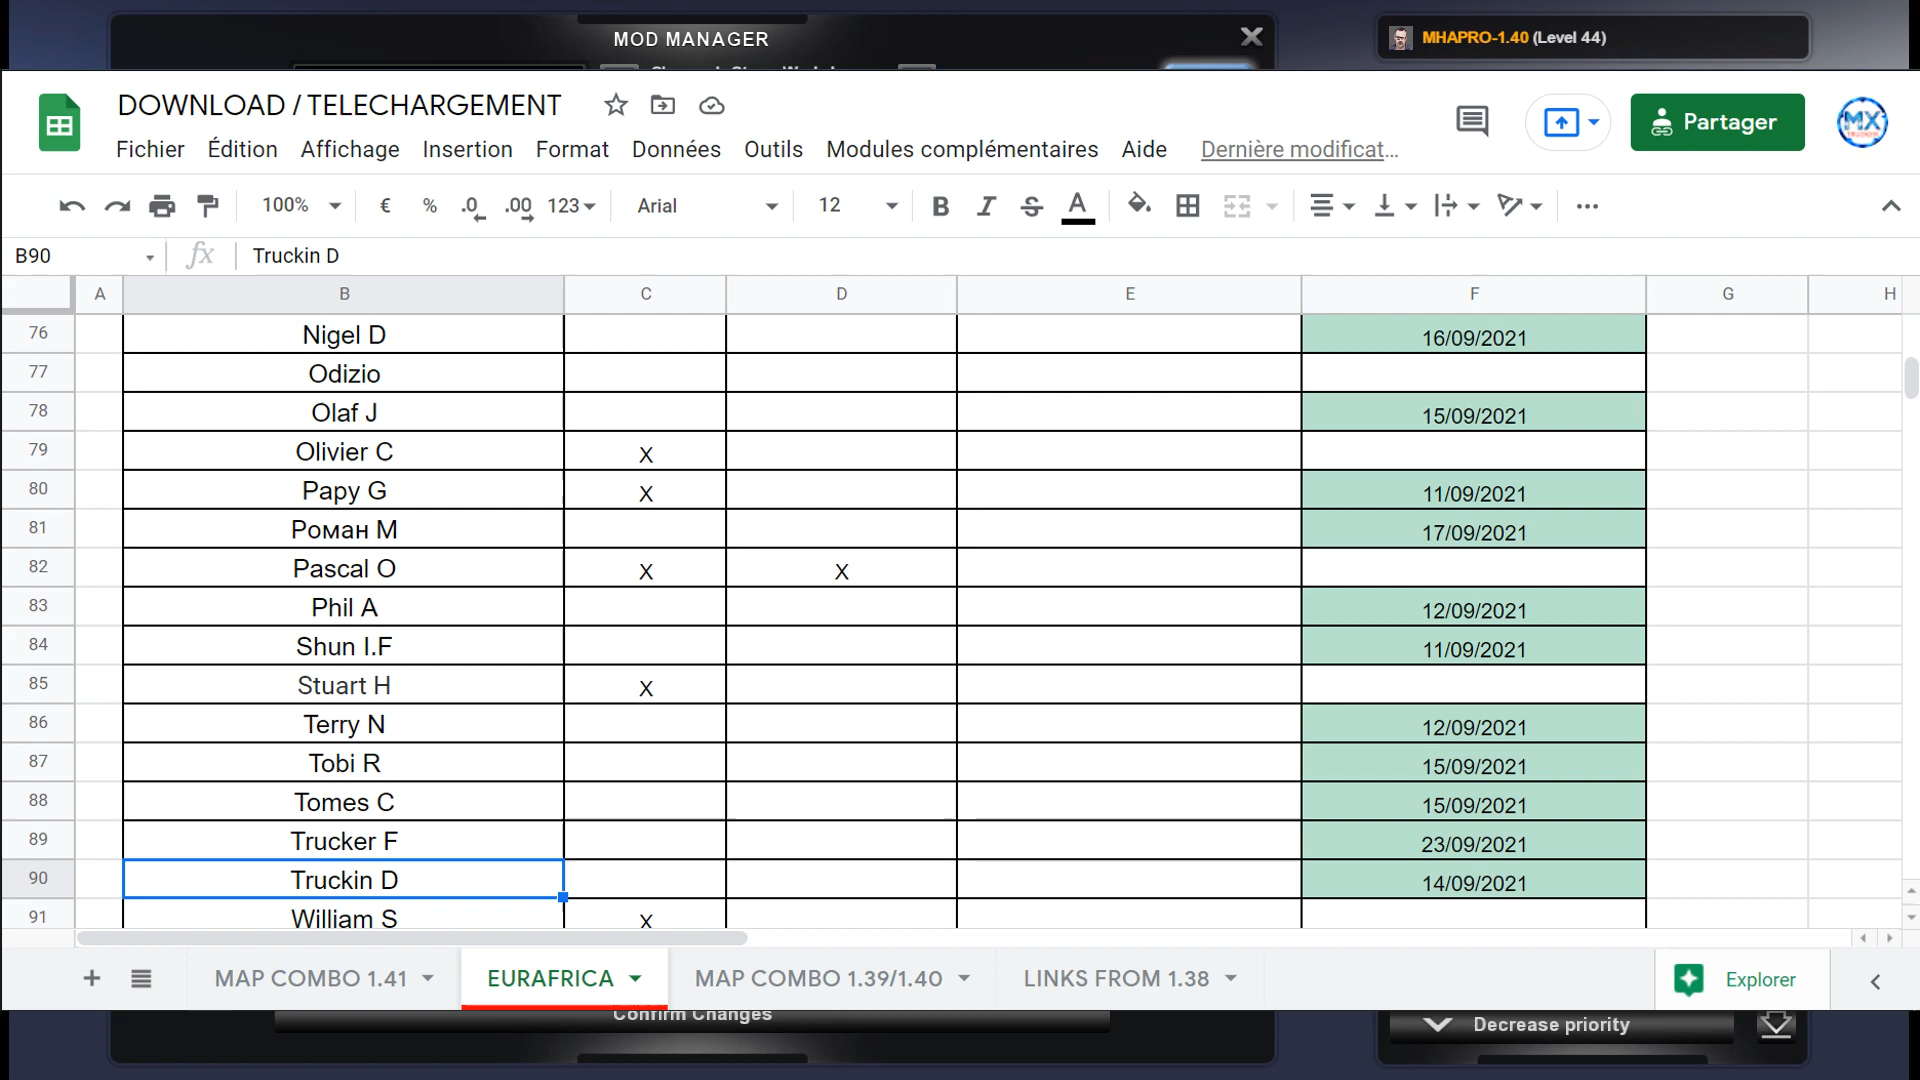 MOD MANAGER
MHAPRO-1.40 (Level 44)
DOWNLOAD / TELECHARGEMENT
Partager
Fichier Édition Affichage Insertion Format Données Outils Modules complémentaires Aide Dernière modificat...
100% € % .0 .00 123 Arial 12 B I S A
B90 fx Truckin D
A B C D E F G H
76 Nigel D 16/09/2021
77 Odizio
78 Olaf J 15/09/2021
79 Olivier C X
80 Papy G X 11/09/2021
81 Роман М 17/09/2021
82 Pascal O X X
83 Phil A 12/09/2021
84 Shun I.F 11/09/2021
85 Stuart H X
86 Terry N 12/09/2021
87 Tobi R 15/09/2021
88 Tomes C 15/09/2021
89 Trucker F 23/09/2021
90 Truckin D 14/09/2021
91 William S X
MAP COMBO 1.41 EURAFRICA MAP COMBO 1.39/1.40 LINKS FROM 1.38 Explorer
Confirm Changes
Decrease priority